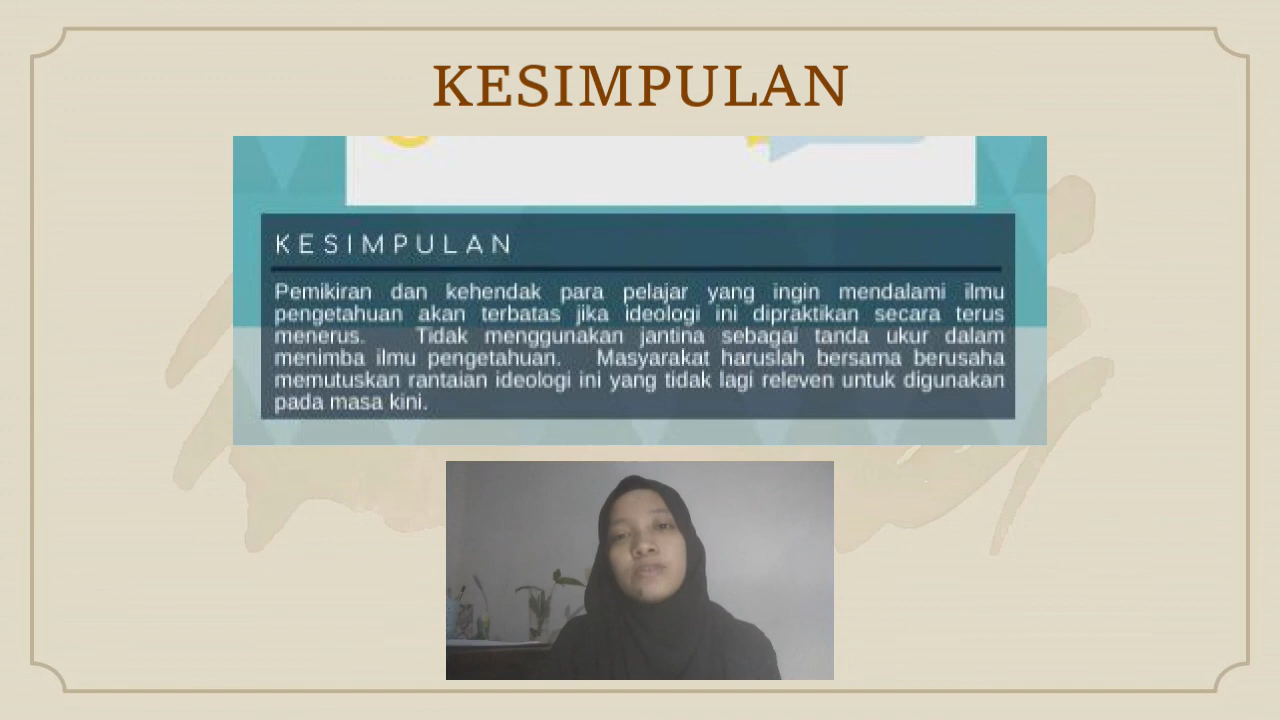 KESIMPULAN
KESIMPULAN
Pemikiran dan kehendak para pelajar yang ingin mendalami ilmu
pengetahuan akan terbatas jika ideologi ini dipraktikan secara terus
menerus. Tidak menggunakan jantina sebagai tanda ukur dalam
menimba ilmu pengetahuan. Masyarakat haruslah bersama berusaha
memutuskan rantaian ideologi ini yang tidak lagi releven untuk digunakan
pada masa kini.